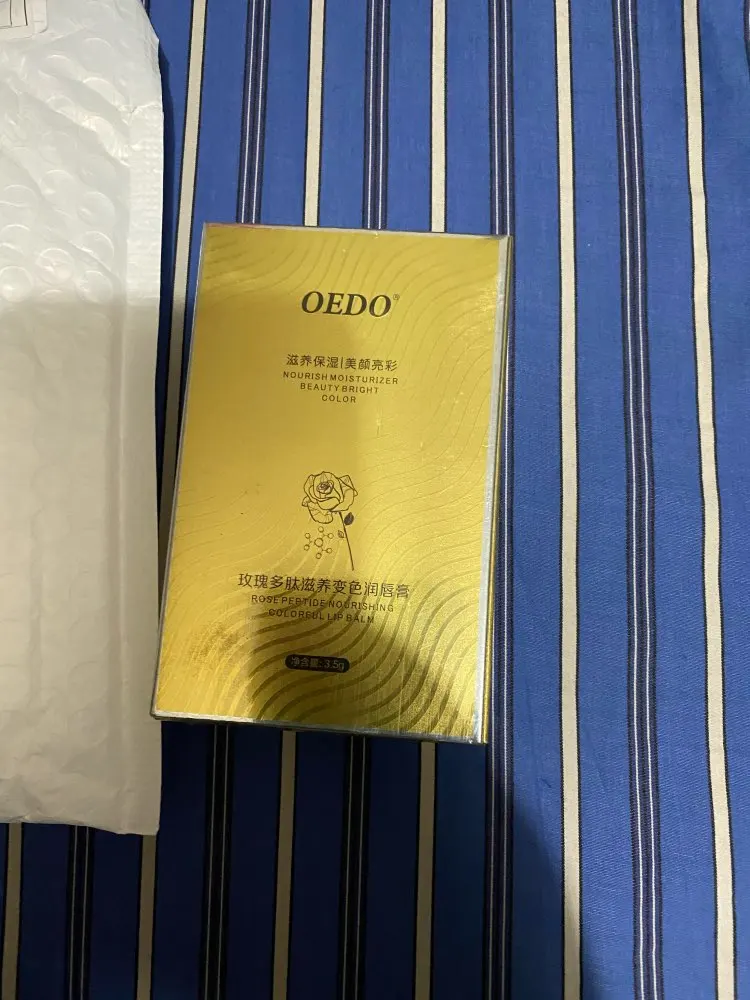 OEDO®
滋养保湿|美颜亮彩
NOURISH MOISTURIZER
BEAUTY BRIGHT
COLOR
玫瑰多肽滋养变色润唇膏
ROSE PEPTIDE NOURISHING
COLORFUL LIP BALM
净含量: 3.5g